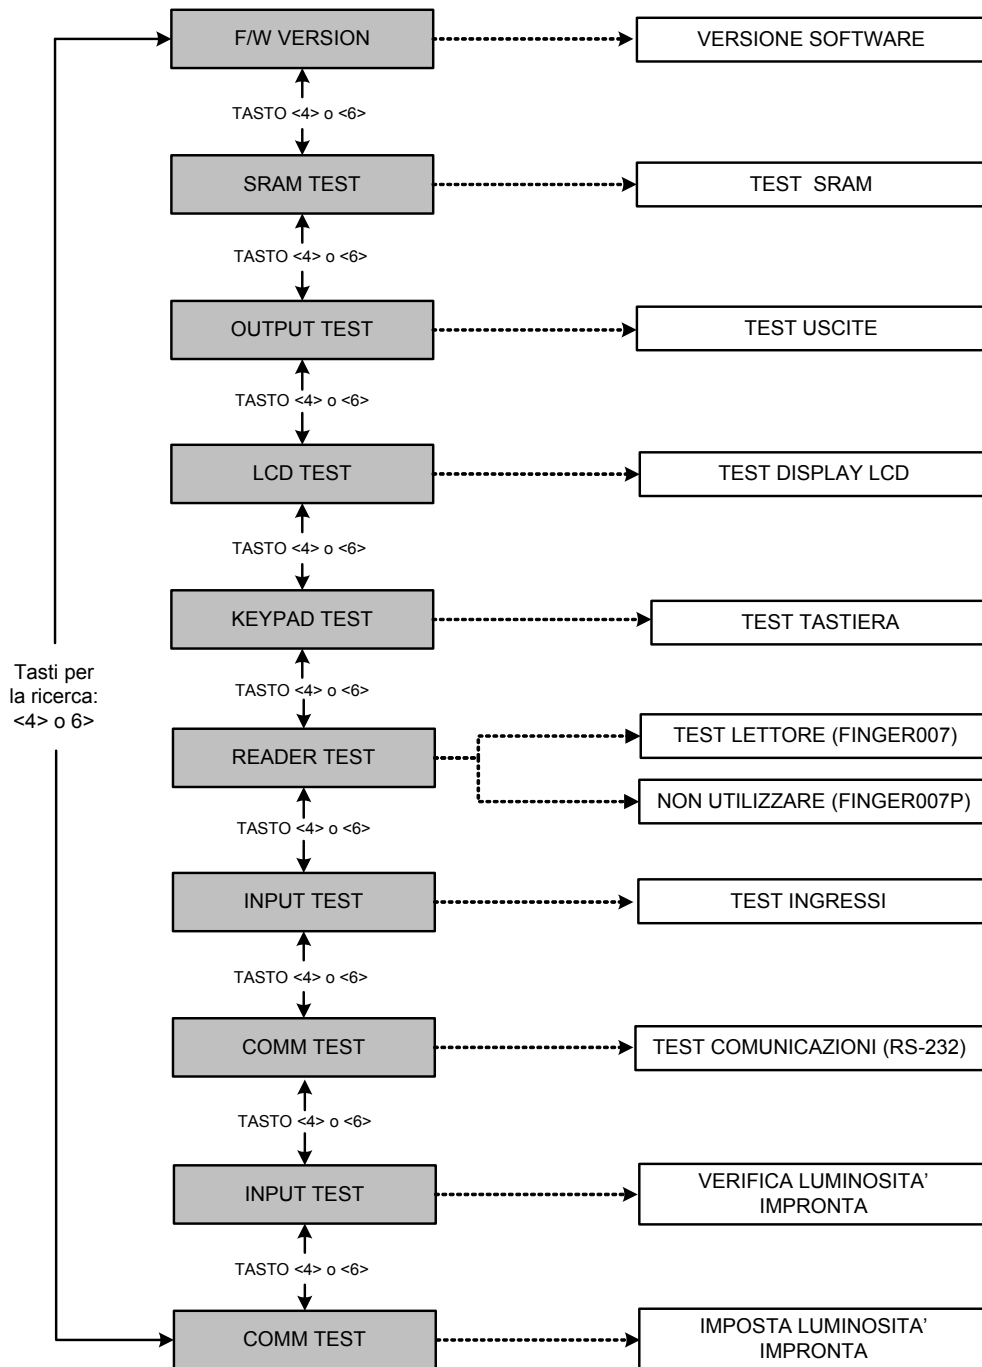 F/W VERSION
VERSIONE SOFTWARE
TASTO <4> o <6>
SRAM TEST
TEST SRAM
TASTO <4> o <6>
OUTPUT TEST
TEST USCITE
TASTO <4> o <6>
LCD TEST
TEST DISPLAY LCD
TASTO <4> o <6>
KEYPAD TEST
TEST TASTIERA
Tasti per
la ricerca:
<4> o 6>
TASTO <4> o <6>
READER TEST
TEST LETTORE (FINGER007)
NON UTILIZZARE (FINGER007P)
TASTO <4> o <6>
INPUT TEST
TEST INGRESSI
TASTO <4> o <6>
COMM TEST
TEST COMUNICAZIONI (RS-232)
TASTO <4> o <6>
INPUT TEST
VERIFICA LUMINOSITA'
IMPRONTA
TASTO <4> o <6>
COMM TEST
IMPOSTA LUMINOSITA'
IMPRONTA